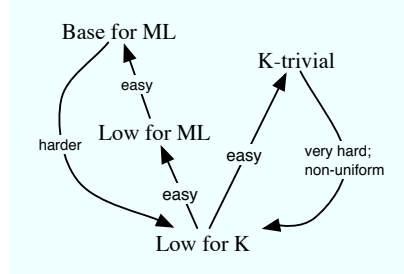 Base for ML
K-trivial
easy
Low for ML
harder
easy
very hard;
non-uniform
easy
Low for K